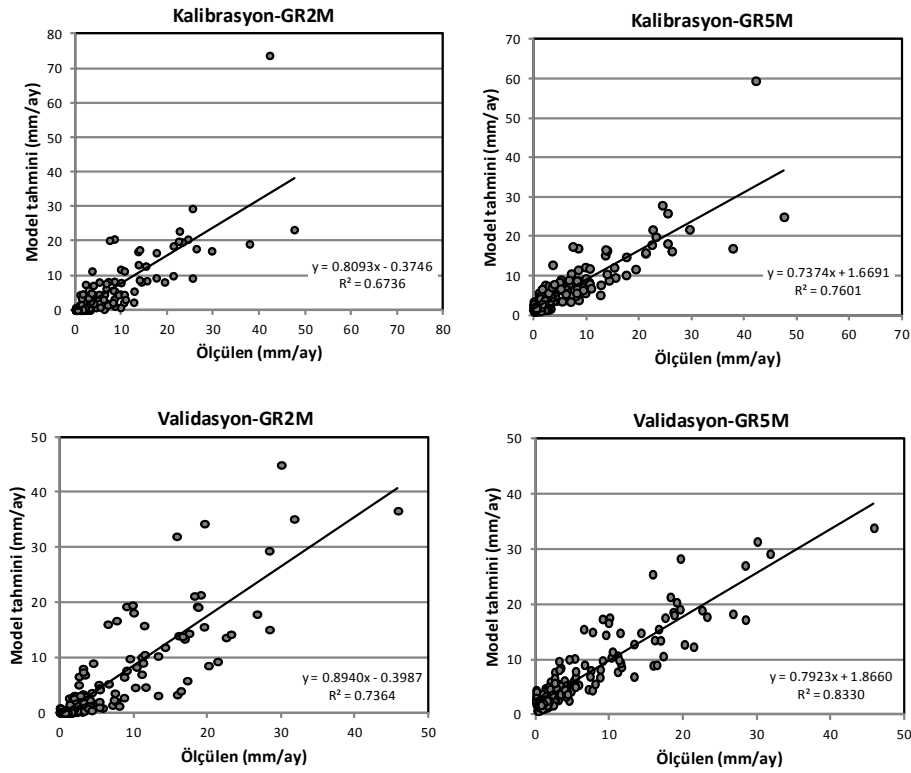 Kalibrasyon-GR2M
80
70
60
50
40
30
20
10
0
Model tahmini (mm/ay)
y = 0.8093x - 0.3746
R² = 0.6736
0 10 20 30 40 50 60 70 80
Ölçülen (mm/ay)
Kalibrasyon-GR5M
70
60
50
40
30
20
10
0
Model tahmini (mm/ay)
y = 0.7374x + 1.6691
R² = 0.7601
0 10 20 30 40 50 60 70
Ölçülen (mm/ay)
Validasyon-GR2M
50
40
30
20
10
0
Model tahmini (mm/ay)
y = 0.8940x - 0.3987
R² = 0.7364
0 10 20 30 40 50
Ölçülen (mm/ay)
Validasyon-GR5M
50
40
30
20
10
0
Model tahmini (mm/ay)
y = 0.7923x + 1.8660
R² = 0.8330
0 10 20 30 40 50
Ölçülen (mm/ay)